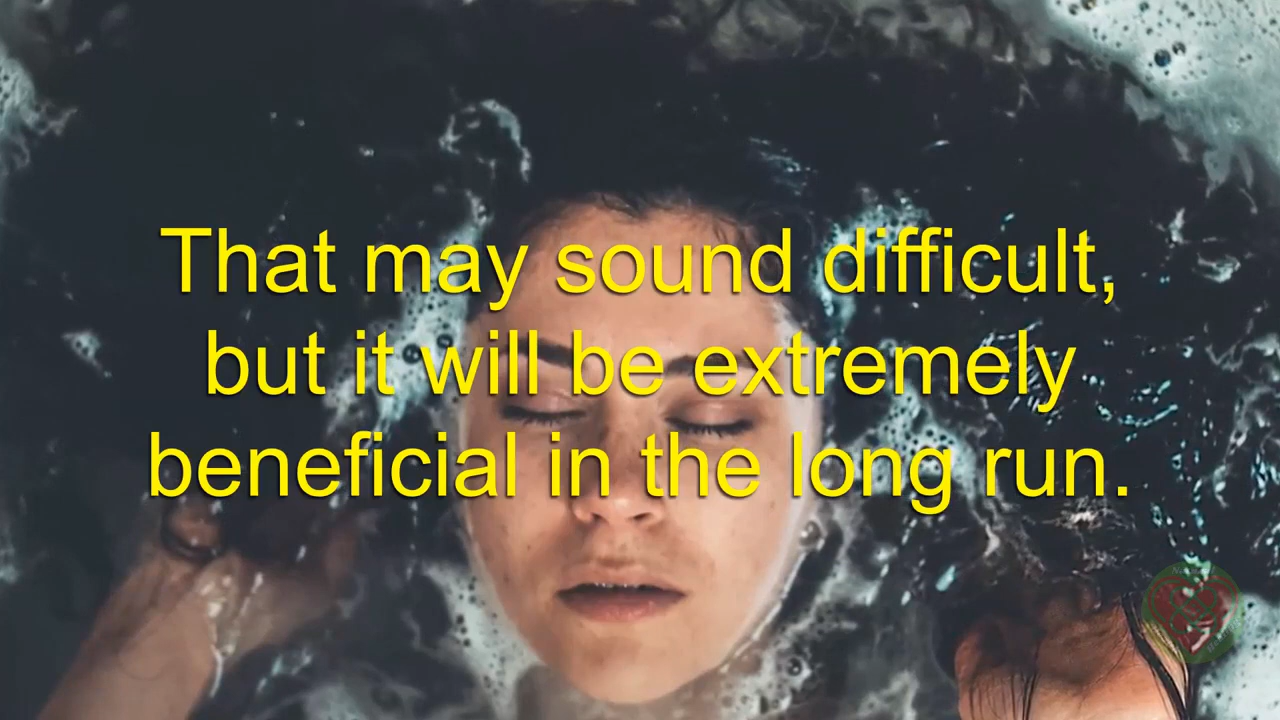 That may sound difficult,
but it will be extremely
beneficial in the long run.